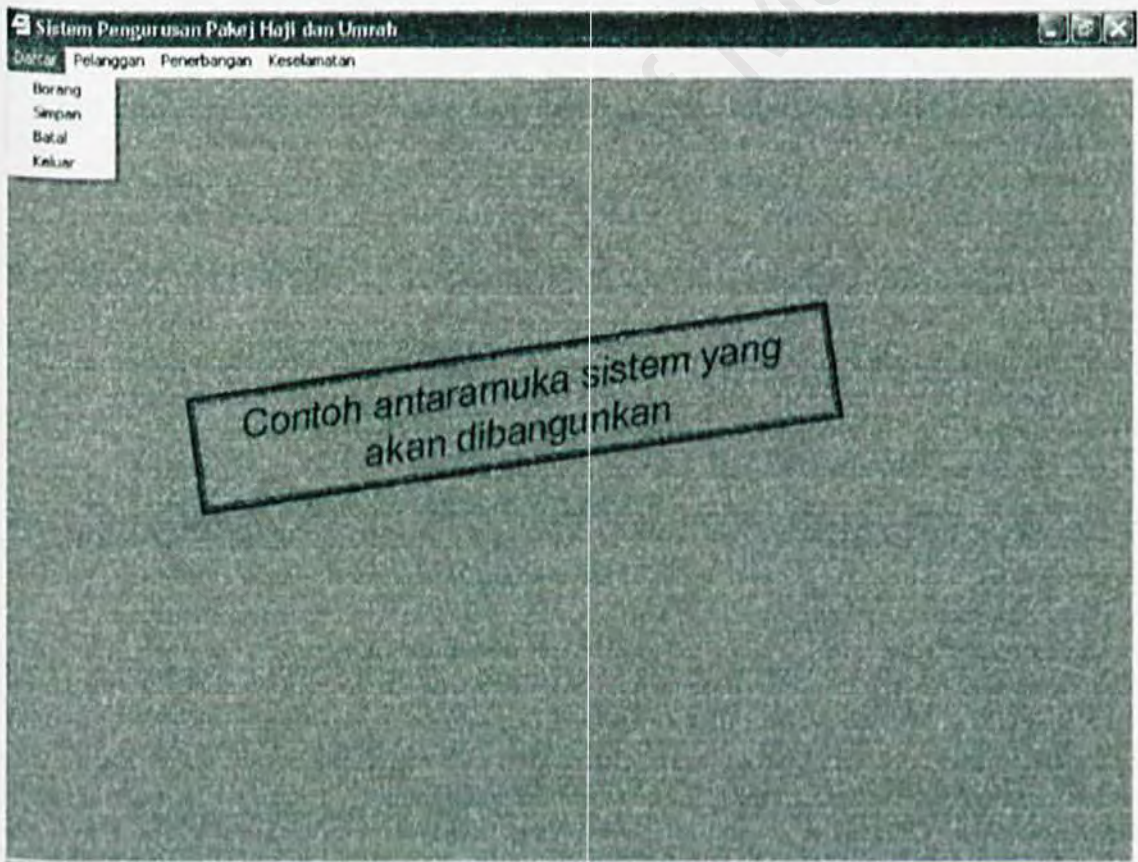 Sistem Pengurusan Pakej Haji dan Umrah
Daftar Pelanggan Penerbangan Keselamatan
Borang
Simpan
Batal
Keluar
Contoh antaramuka sistem yang
akan dibangunkan